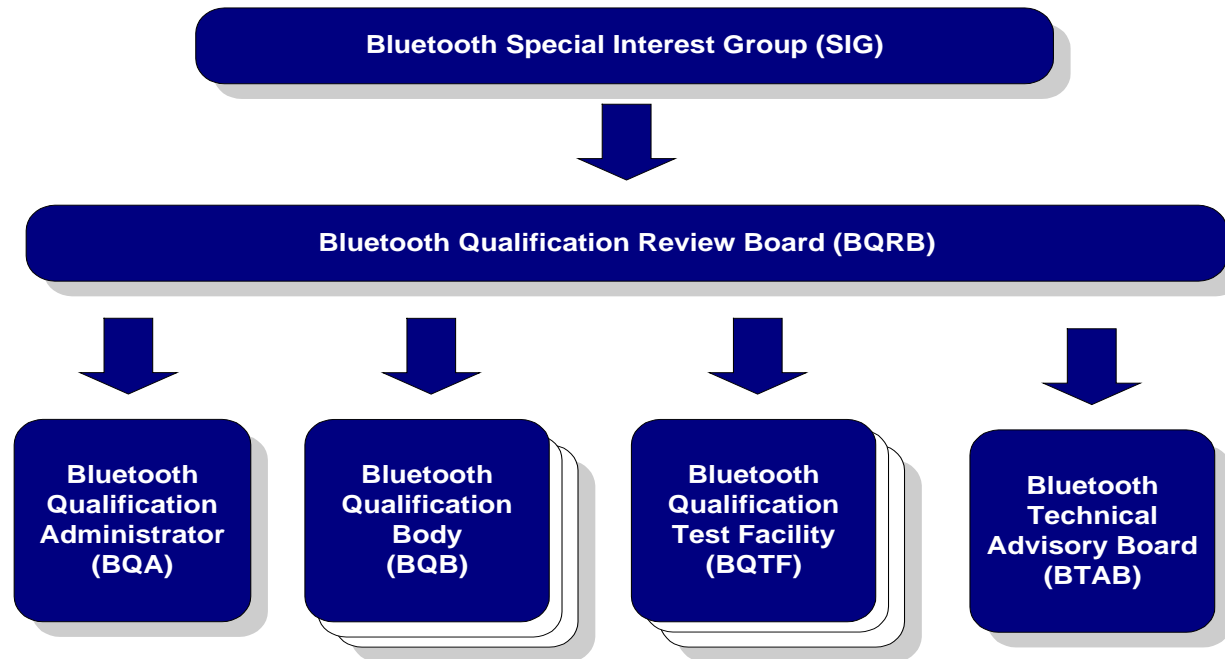 Bluetooth Special Interest Group (SIG)
Bluetooth Qualification Review Board (BQRB)
Bluetooth
Qualification
Administrator
(BQA)
Bluetooth
Qualification
Body
(BQB)
Bluetooth
Qualification
Test Facility
(BQTF)
Bluetooth
Technical
Advisory Board
(BTAB)